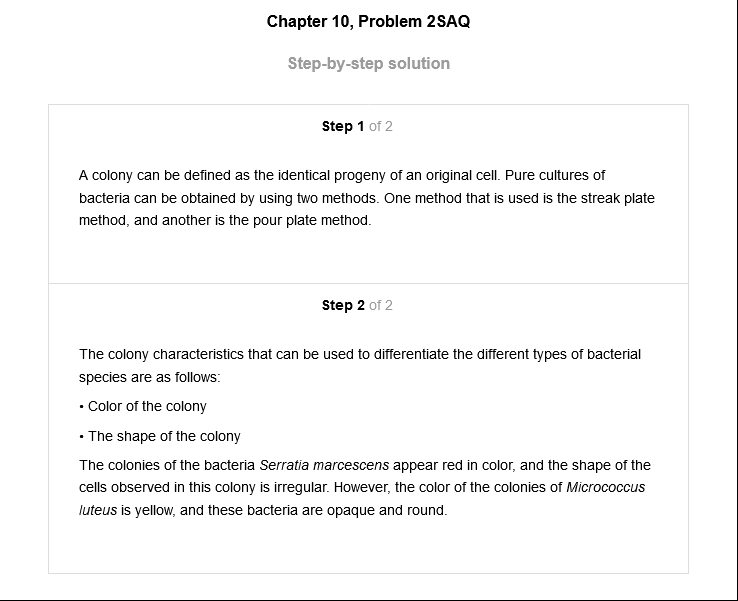 Chapter 10, Problem 2SAQ
Step-by-step solution
Step 1 of 2
A colony can be defined as the identical progeny of an original cell. Pure cultures of
bacteria can be obtained by using two methods. One method that is used is the streak plate
method, and another is the pour plate method.
Step 2 of 2
The colony characteristics that can be used to differentiate the different types of bacterial
species are as follows:
• Color of the colony
• The shape of the colony
The colonies of the bacteria Serratia marcescens appear red in color, and the shape of the
cells observed in this colony is irregular. However, the color of the colonies of Micrococcus
luteus is yellow, and these bacteria are opaque and round.